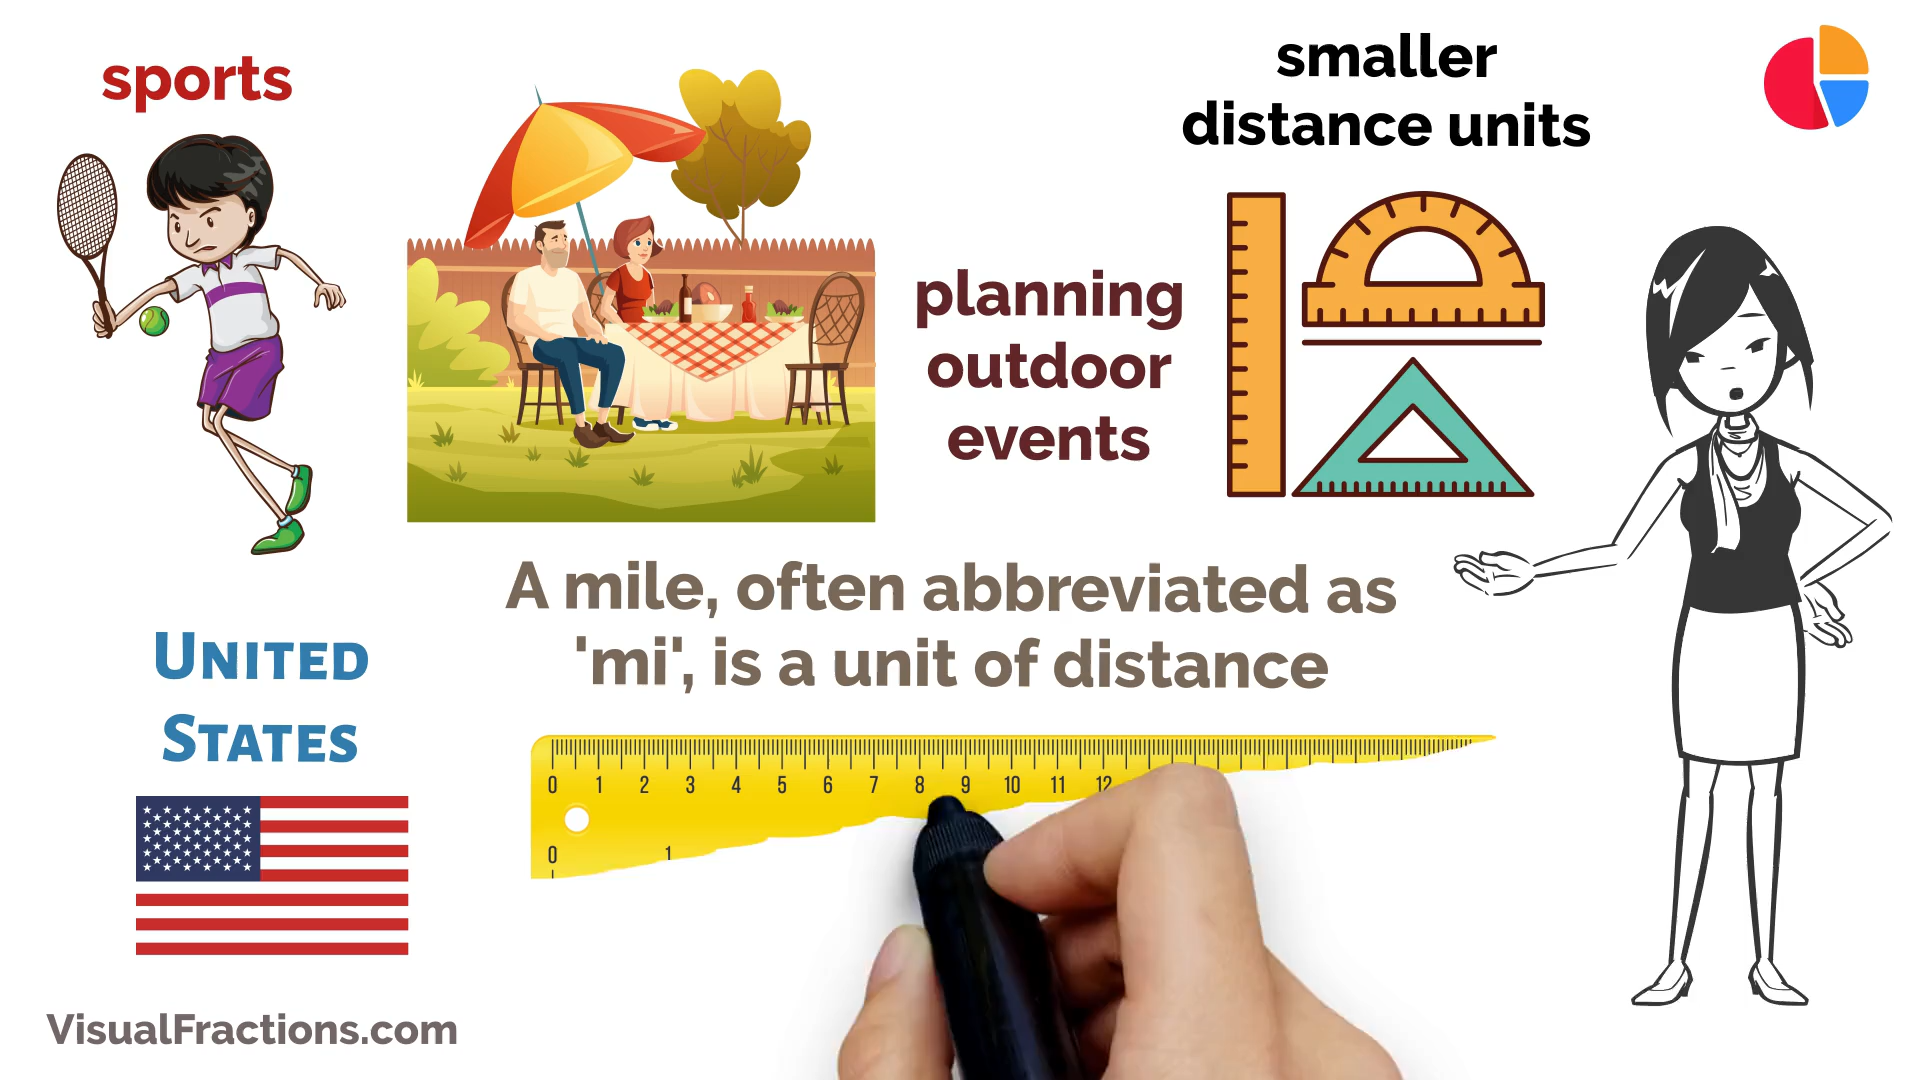 sports
smaller
distance units
planning
outdoor
events
A mile, often abbreviated as
'mi', is a unit of distance
UNITED
STATES
0 1 2 3 4 5 6 7 8 9 10 11 12
0 1
VisualFractions.com